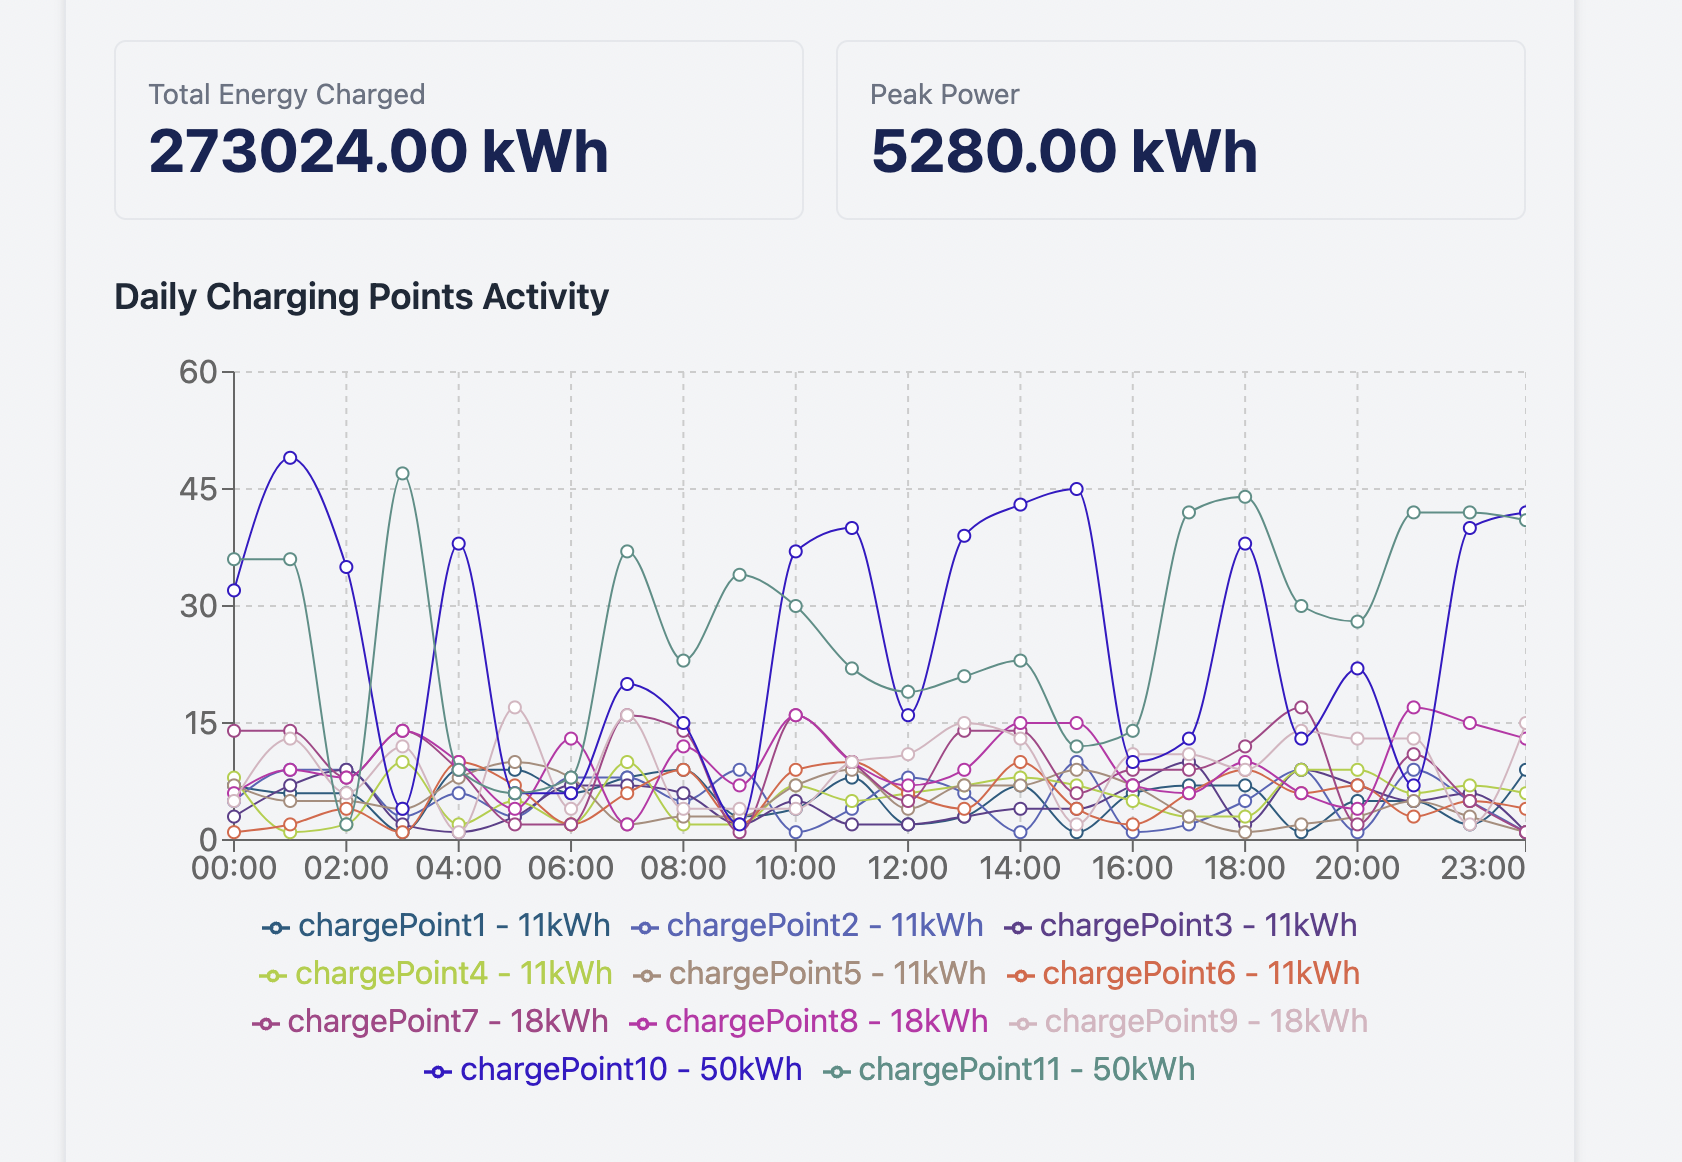 Total Energy Charged
273024.00 kWh
Peak Power
5280.00 kWh
Daily Charging Points Activity
60
45
30
15
0
00:00 02:00 04:00 06:00 08:00 10:00 12:00 14:00 16:00 18:00 20:00 23:00
chargePoint1 - 11kWh chargePoint2 - 11kWh chargePoint3 - 11kWh
chargePoint4 - 11kWh chargePoint5 - 11kWh chargePoint6 - 11kWh
chargePoint7 - 18kWh chargePoint8 - 18kWh chargePoint9 - 18kWh
chargePoint10 - 50kWh chargePoint11 - 50kWh